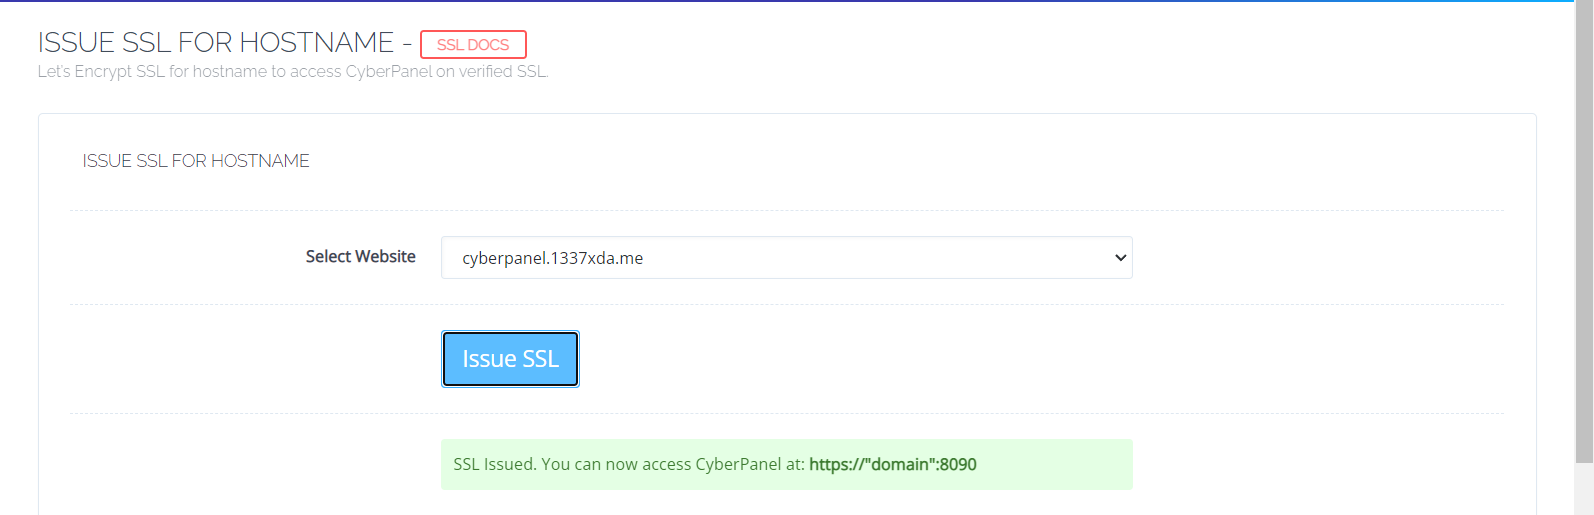 ISSUE SSL FOR HOSTNAME - SSL DOCS
Let's Encrypt SSL for hostname to access CyberPanel on verified SSL.
ISSUE SSL FOR HOSTNAME
Select Website cyberpanel.1337xda.me
Issue SSL
SSL Issued. You can now access CyberPanel at: https://"domain":8090